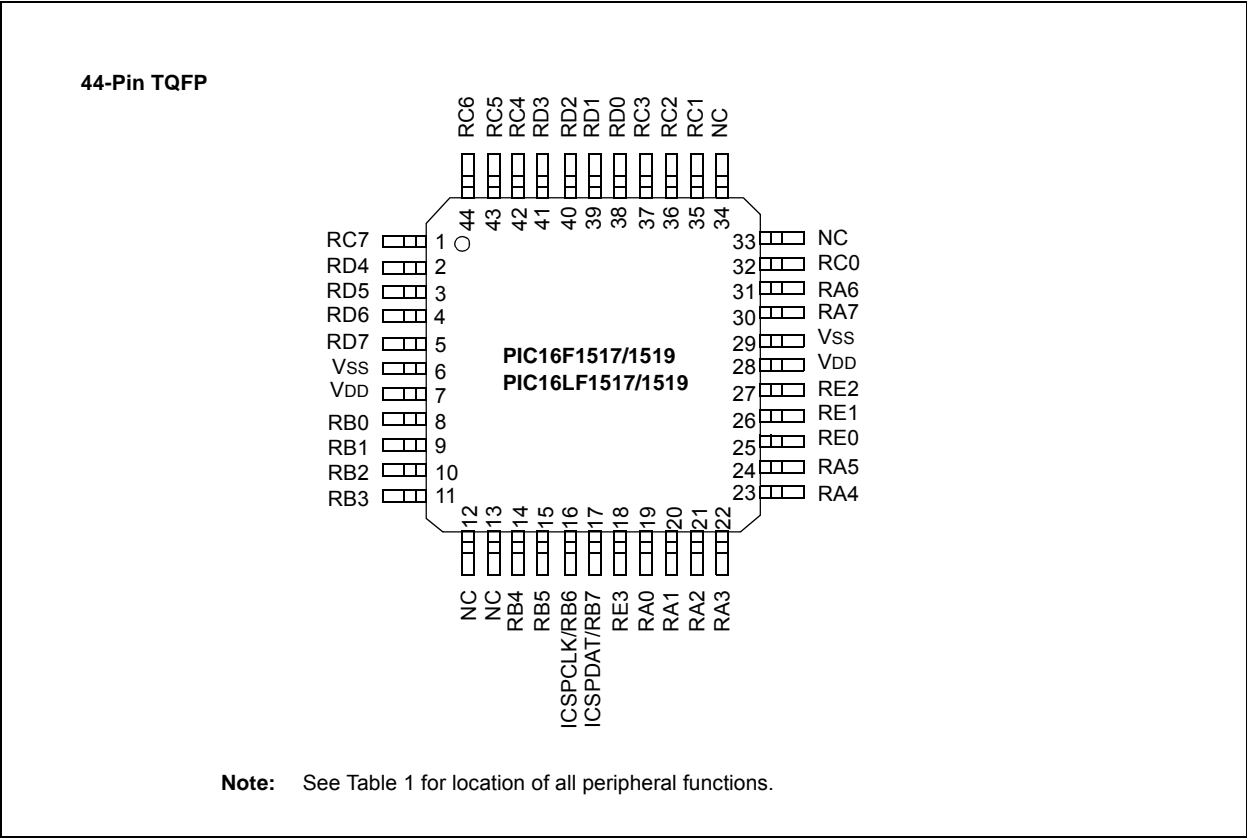 44-Pin TQFP
RC6
RC5
RC4
RD3
RD2
RD1
RD0
RC3
RC2
RC1
NC
44
43
42
41
40
39
38
37
36
35
34
RC7 1
RD4 2
RD5 3
RD6 4
RD7 5
VSS 6
VDD 7
RB0 8
RB1 9
RB2 10
RB3 11
PIC16F1517/1519
PIC16LF1517/1519
33 NC
32 RC0
31 RA6
30 RA7
29 VSS
28 VDD
27 RE2
26 RE1
25 RE0
24 RA5
23 RA4
12
13
14
15
16
17
18
19
20
21
22
NC
NC
RB4
RB5
ICSPCLK/RB6
ICSPDAT/RB7
RE3
RA0
RA1
RA2
RA3
Note: See Table 1 for location of all peripheral functions.